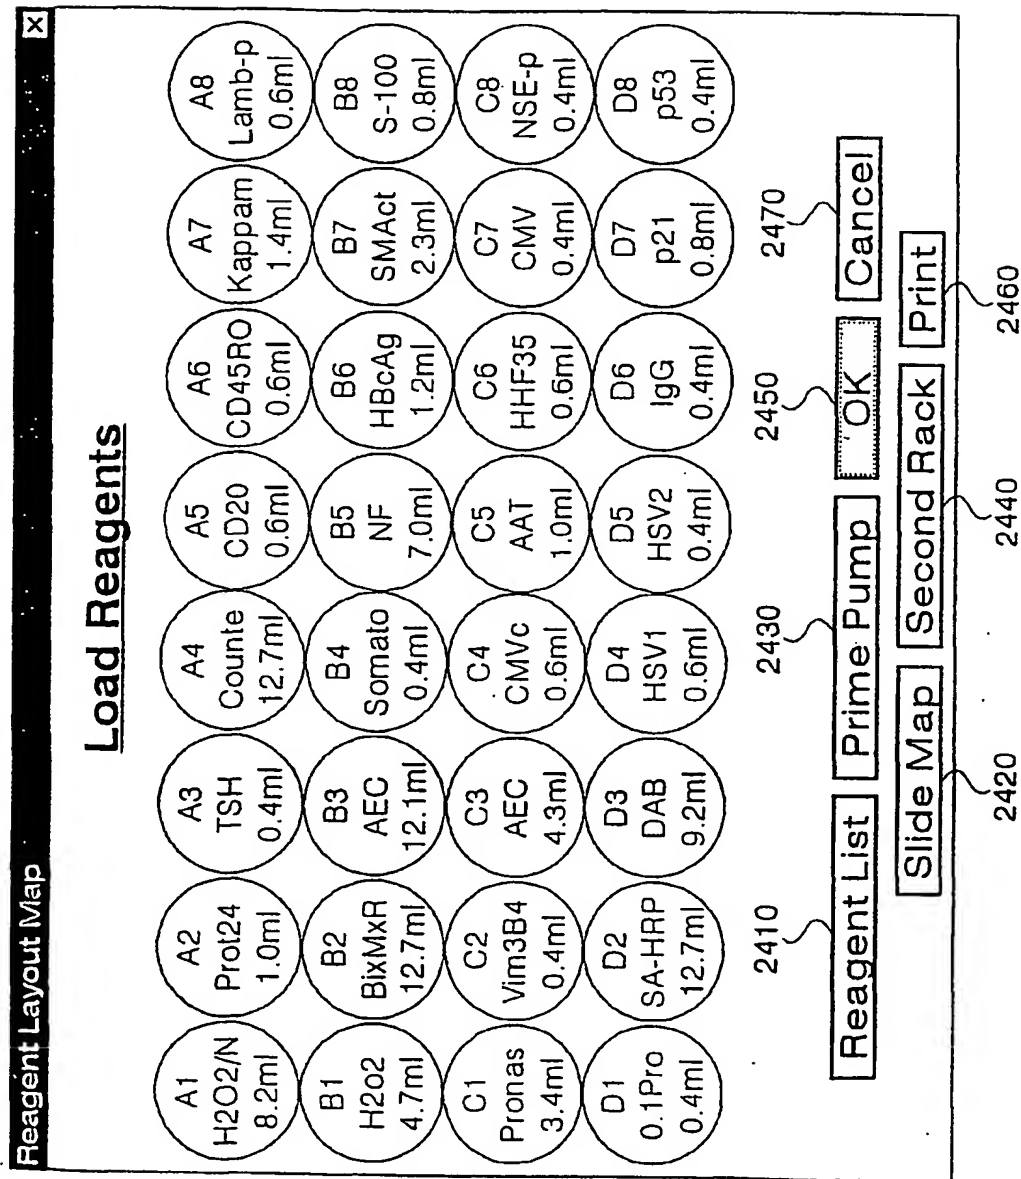 Reagent Layout Map X
Load Reagents
A1
H2O2/N
8.2ml
A2
Prot24
1.0ml
A3
TSH
0.4ml
A4
Counte
12.7ml
A5
CD20
0.6ml
A6
CD45RO
0.6ml
A7
Kappam
1.4ml
A8
Lamb-p
0.6ml
B1
H2o2
4.7ml
B2
BixMxR
12.7ml
B3
AEC
12.1ml
B4
Somato
0.4ml
B5
NF
7.0ml
B6
HBcAg
1.2ml
B7
SMAct
2.3ml
B8
S-100
0.8ml
C1
Pronas
3.4ml
C2
Vim3B4
0.4ml
C3
AEC
4.3ml
C4
CMVc
0.6ml
C5
AAT
1.0ml
C6
HHF35
0.6ml
C7
CMV
0.4ml
C8
NSE-p
0.4ml
D1
0.1Pro
0.4ml
D2
SA-HRP
12.7ml
D3
DAB
9.2ml
D4
HSV1
0.6ml
D5
HSV2
0.4ml
D6
IgG
0.4ml
D7
p21
0.8ml
D8
p53
0.4ml
2410 2430 2450 2470
Reagent List Prime Pump OK Cancel
Slide Map Second Rack Print
2420 2440 2460